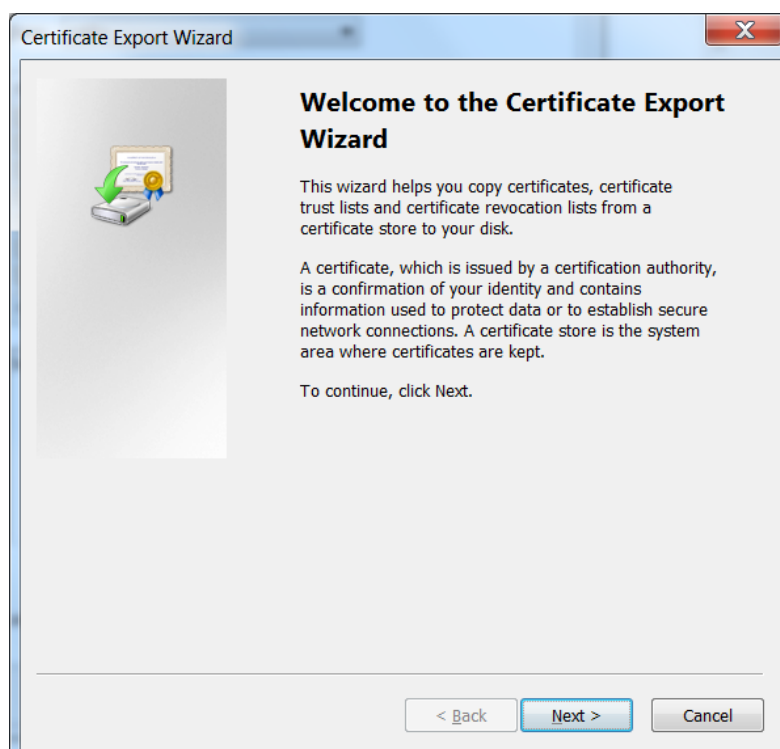 Certificate Export Wizard
X
Welcome to the Certificate Export
Wizard
This wizard helps you copy certificates, certificate
trust lists and certificate revocation lists from a
certificate store to your disk.
A certificate, which is issued by a certification authority,
is a confirmation of your identity and contains
information used to protect data or to establish secure
network connections. A certificate store is the system
area where certificates are kept.
To continue, click Next.
< Back
Next >
Cancel